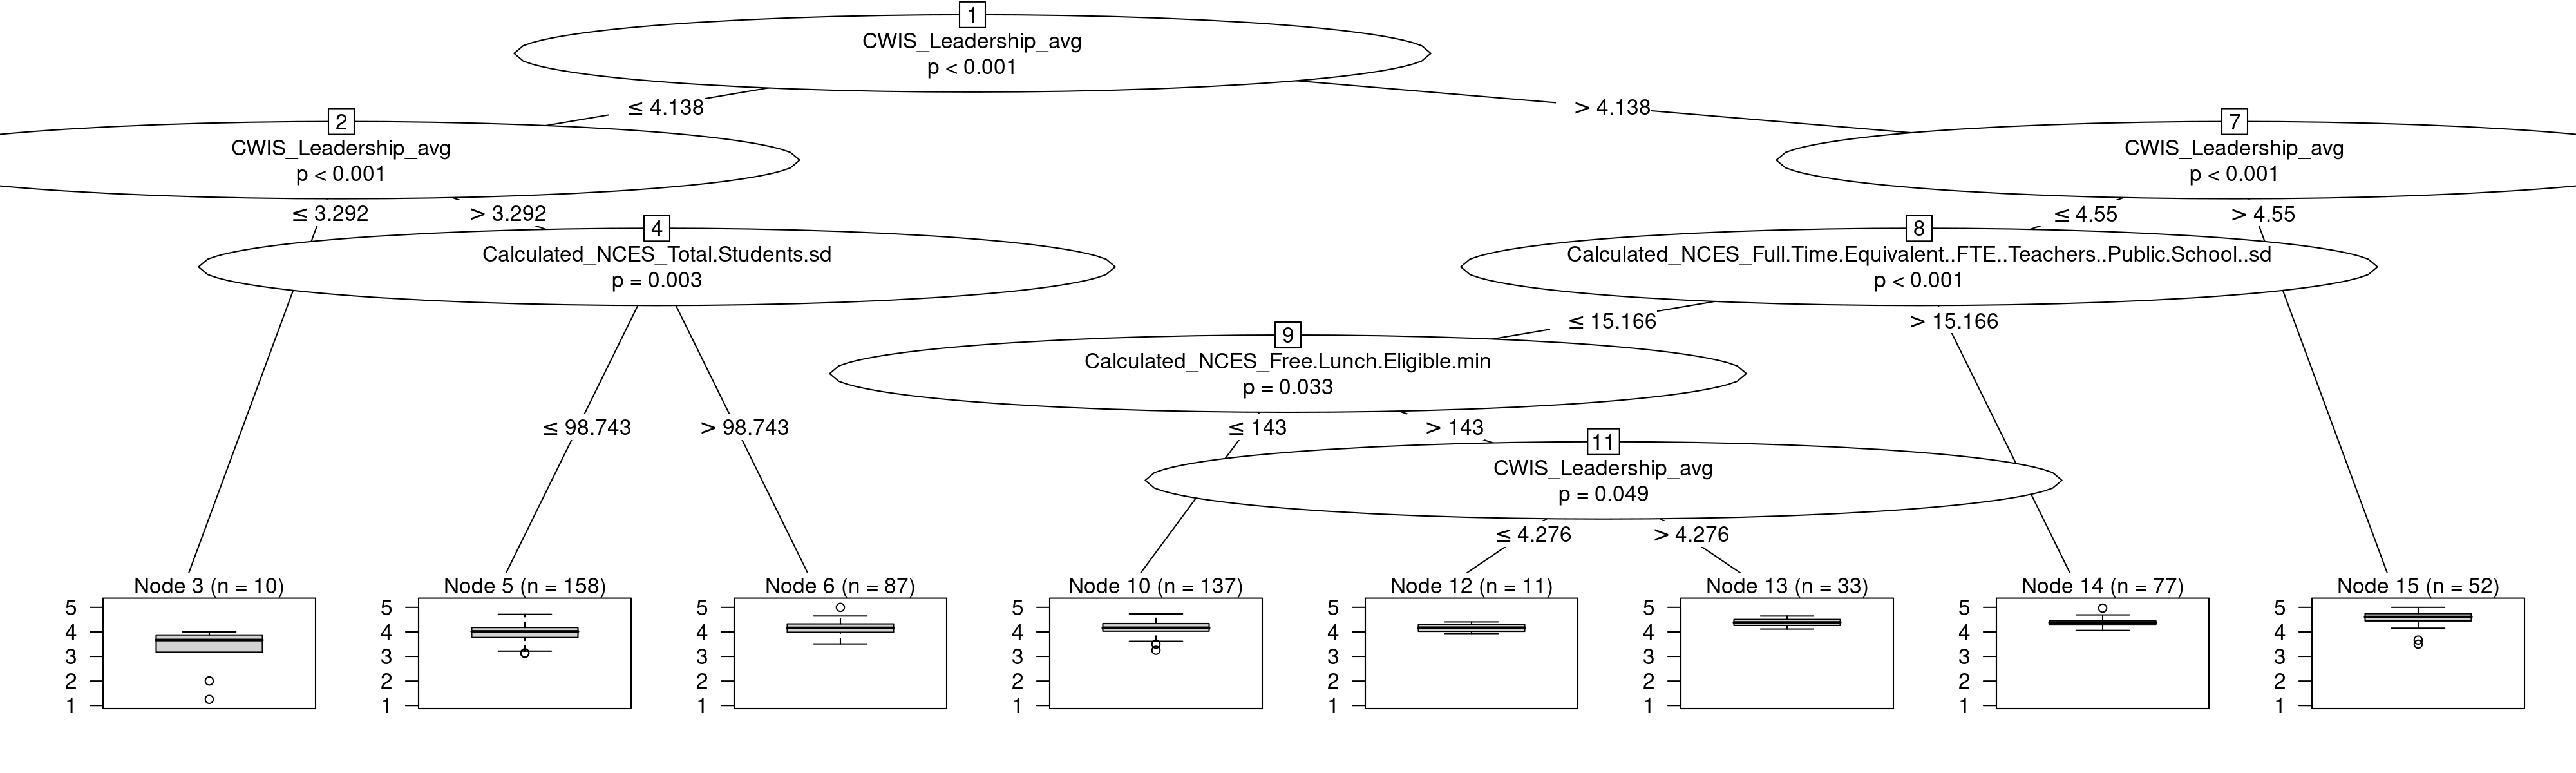 1
CWIS_Leadership_avg
p < 0.001
≤ 4.138
> 4.138
2
CWIS_Leadership_avg
p < 0.001
7
CWIS_Leadership_avg
p < 0.001
≤ 3.292
> 3.292
≤ 4.55
> 4.55
4
Calculated_NCES_Total.Students.sd
p = 0.003
8
Calculated_NCES_Full.Time.Equivalent..FTE..Teachers..Public.School..sd
p < 0.001
≤ 15.166
> 15.166
9
Calculated_NCES_Free.Lunch.Eligible.min
p = 0.033
≤ 98.743
> 98.743
≤ 143
> 143
11
CWIS_Leadership_avg
p = 0.049
≤ 4.276
> 4.276
Node 3 (n = 10)
5
4
3
2
1
Node 5 (n = 158)
5
4
3
2
1
Node 6 (n = 87)
5
4
3
2
1
Node 10 (n = 137)
5
4
3
2
1
Node 12 (n = 11)
5
4
3
2
1
Node 13 (n = 33)
5
4
3
2
1
Node 14 (n = 77)
5
4
3
2
1
Node 15 (n = 52)
5
4
3
2
1